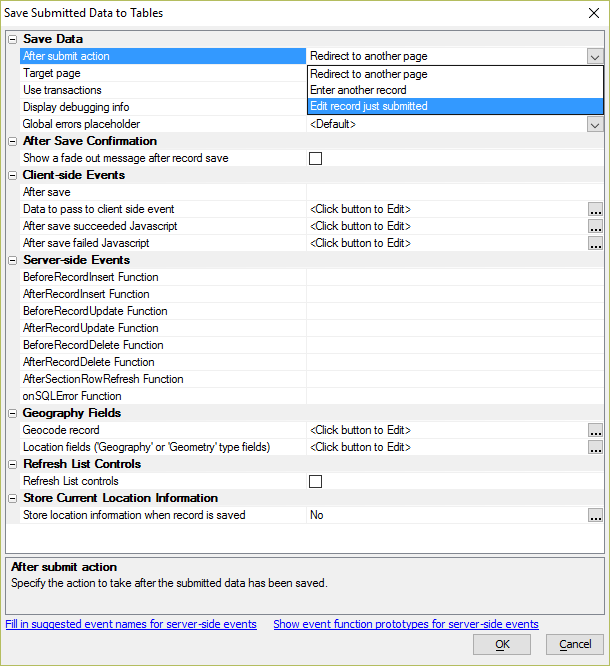 Save Submitted Data to Tables
Save Data
After submit action Redirect to another page
Target page Redirect to another page
Use transactions Enter another record
Display debugging info Edit record just submitted
Global errors placeholder <Default>
After Save Confirmation
Show a fade out message after record save
Client-side Events
After save
Data to pass to client side event <Click button to Edit> ...
After save succeeded Javascript <Click button to Edit> ...
After save failed Javascript <Click button to Edit> ...
Server-side Events
BeforeRecordInsert Function
AfterRecordInsert Function
BeforeRecordUpdate Function
AfterRecordUpdate Function
BeforeRecordDelete Function
AfterRecordDelete Function
AfterSectionRowRefresh Function
onSQLError Function
Geography Fields
Geocode record <Click button to Edit> ...
Location fields ('Geography' or 'Geometry' type fields) <Click button to Edit> ...
Refresh List Controls
Refresh List controls
Store Current Location Information
Store location information when record is saved No ...
After submit action
Specify the action to take after the submitted data has been saved.
Fill in suggested event names for server-side events Show event function prototypes for server-side events
OK Cancel